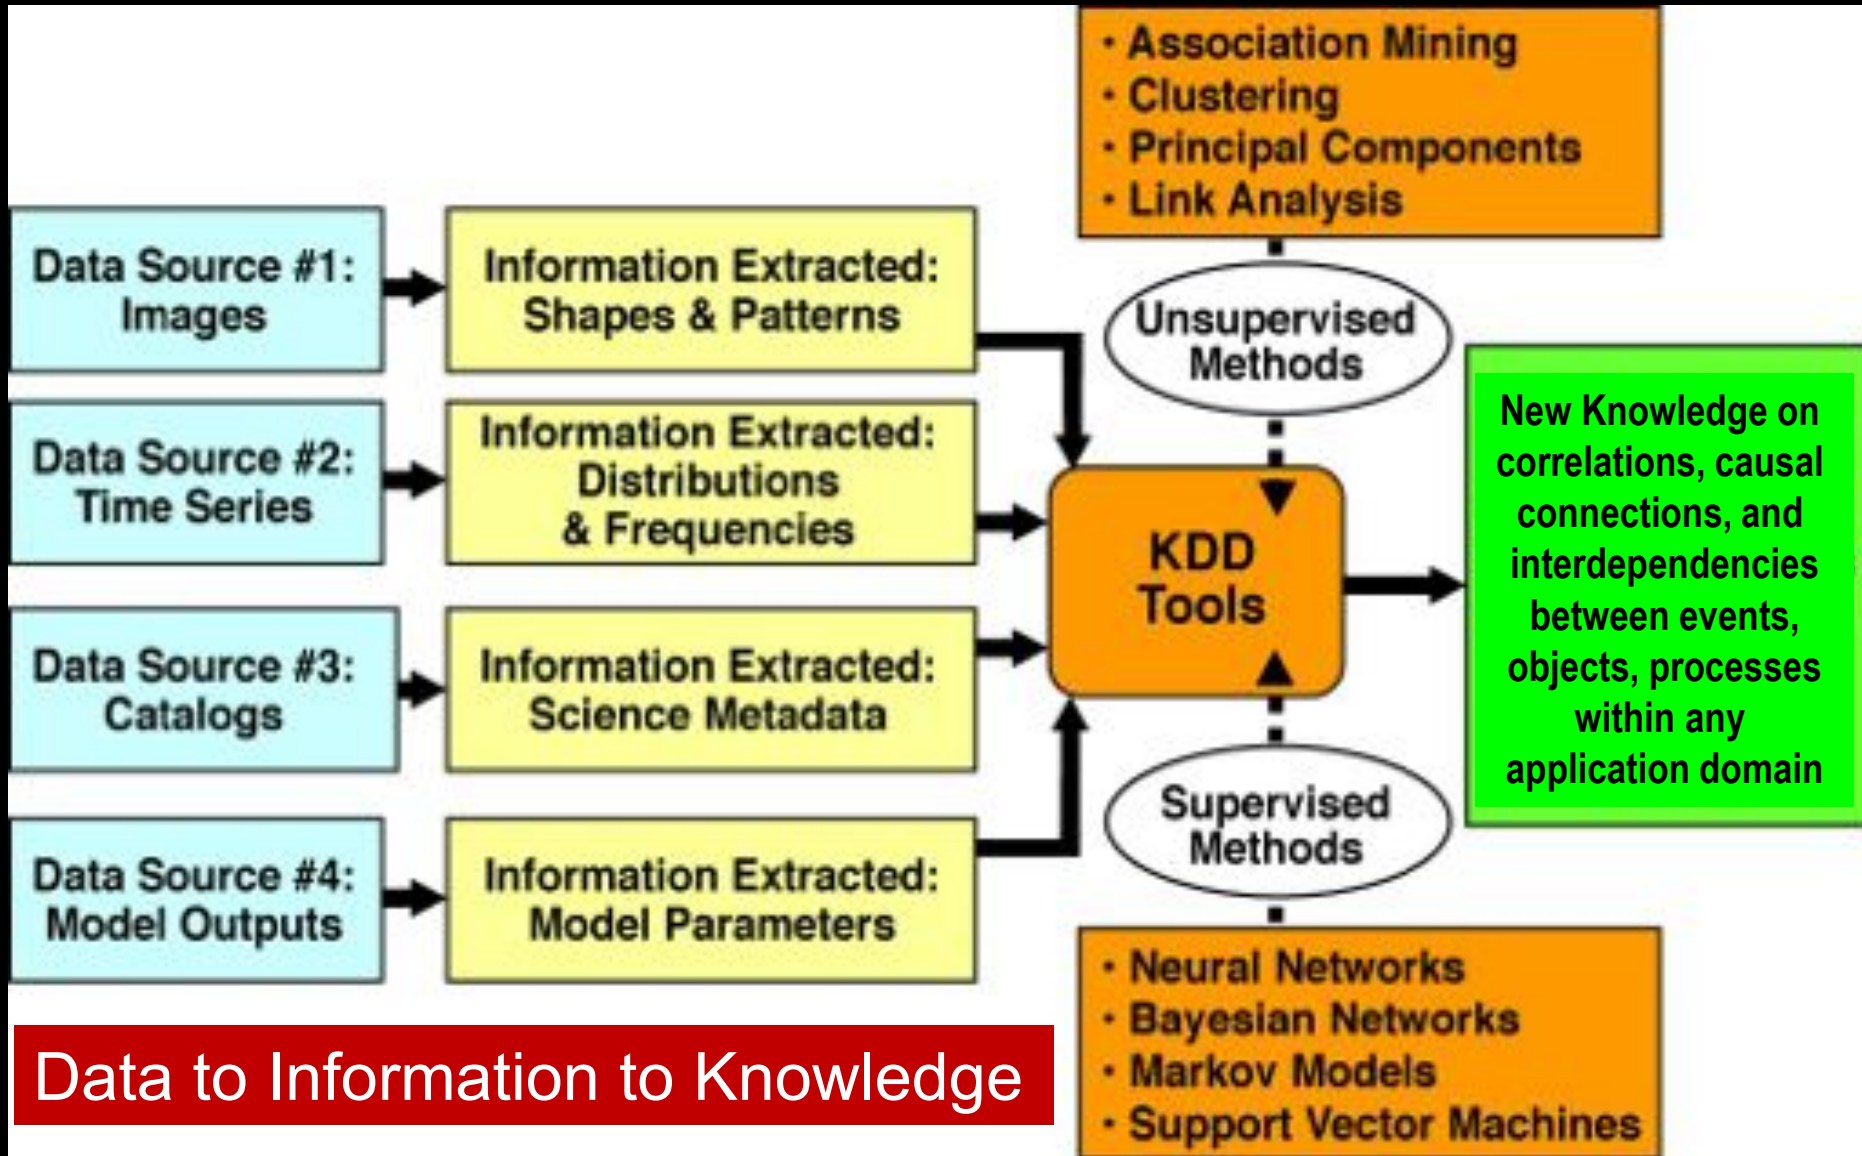 Data Source #1:
Images
Information Extracted:
Shapes & Patterns
Data Source #2:
Time Series
Information Extracted:
Distributions
& Frequencies
Data Source #3:
Catalogs
Information Extracted:
Science Metadata
Data Source #4:
Model Outputs
Information Extracted:
Model Parameters
· Association Mining
· Clustering
· Principal Components
· Link Analysis
Unsupervised
Methods
KDD
Tools
Supervised
Methods
· Neural Networks
· Bayesian Networks
· Markov Models
· Support Vector Machines
New Knowledge on
correlations, causal
connections, and
interdependencies
between events,
objects, processes
within any
application domain
Data to Information to Knowledge